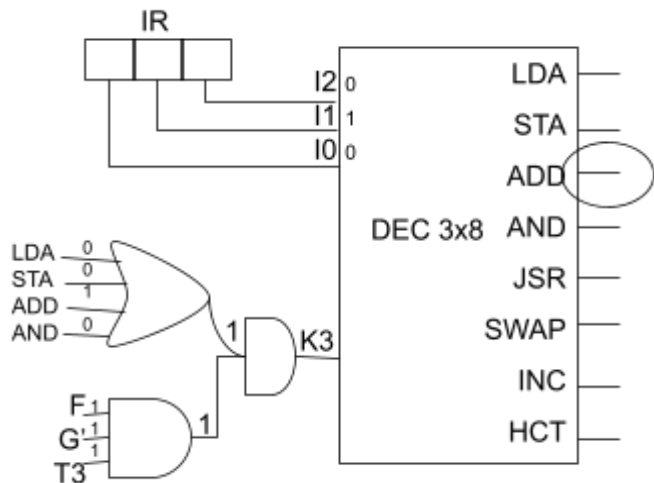 IR
I2 0
I1 1
I0 0
DEC 3x8
LDA
STA
ADD
AND
JSR
SWAP
INC
HCT
LDA 0
STA 0
ADD 1
AND 0
1
K3
F 1
G' 1
T3 1
1